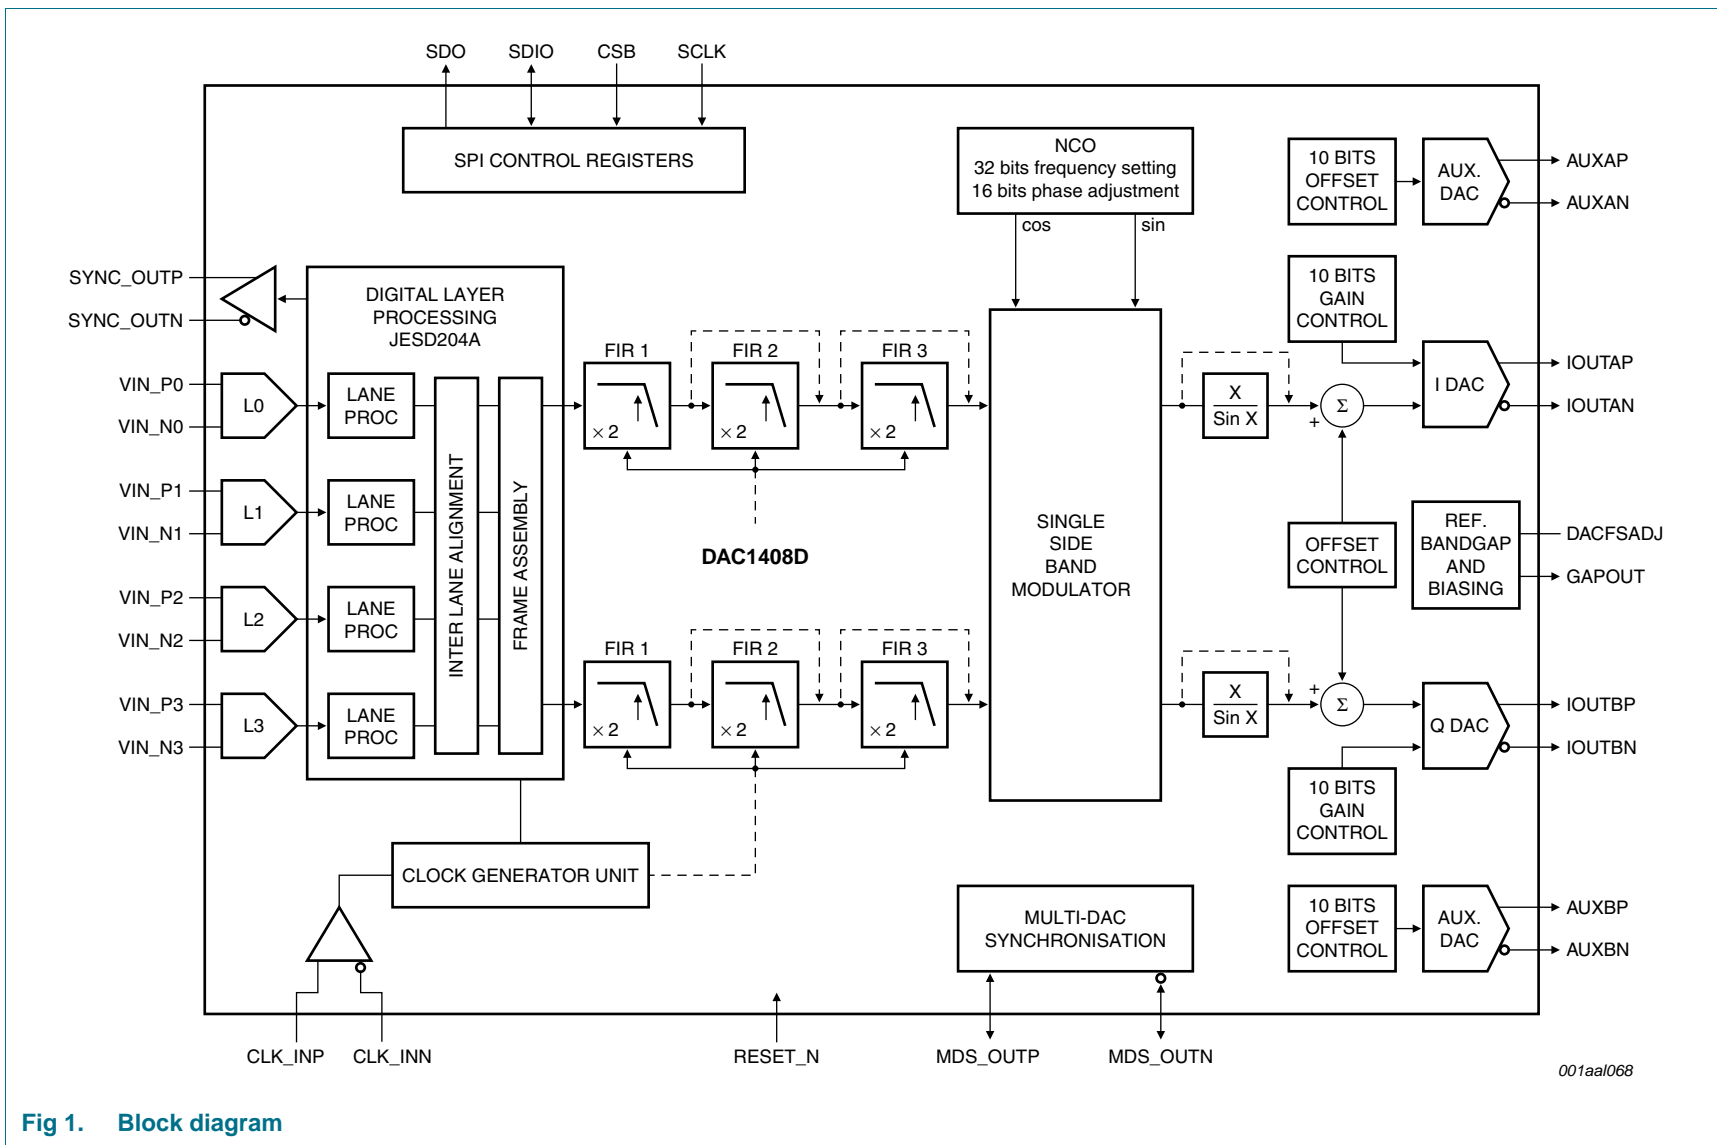 SDO
SDIO
CSB
SCLK
SPI CONTROL REGISTERS
NCO
32 bits frequency setting
16 bits phase adjustment
cos
sin
10 BITS
OFFSET
CONTROL
AUX.
DAC
AUXAP
AUXAN
SYNC_OUTP
SYNC_OUTN
DIGITAL LAYER
PROCESSING
JESD204A
10 BITS
GAIN
CONTROL
VIN_P0
VIN_N0
L0
LANE
PROC
FIR 1
× 2
FIR 2
× 2
FIR 3
× 2
X
Sin X
+
Σ
I DAC
IOUTAP
IOUTAN
VIN_P1
VIN_N1
L1
LANE
PROC
INTER LANE ALIGNMENT
FRAME ASSEMBLY
DAC1408D
SINGLE
SIDE
BAND
MODULATOR
OFFSET
CONTROL
REF.
BANDGAP
AND
BIASING
DACFSADJ
GAPOUT
VIN_P2
VIN_N2
L2
LANE
PROC
VIN_P3
VIN_N3
L3
LANE
PROC
FIR 1
× 2
FIR 2
× 2
FIR 3
× 2
X
Sin X
+
Σ
Q DAC
IOUTBP
IOUTBN
10 BITS
GAIN
CONTROL
CLOCK GENERATOR UNIT
MULTI-DAC
SYNCHRONISATION
10 BITS
OFFSET
CONTROL
AUX.
DAC
AUXBP
AUXBN
CLK_INP
CLK_INN
RESET_N
MDS_OUTP
MDS_OUTN
001aal068
Fig 1. Block diagram